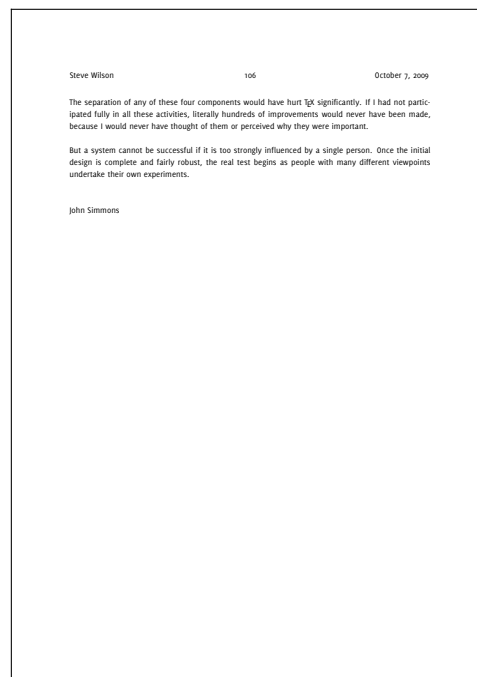 Steve Wilson 106 October 7, 2009
The separation of any of these four components would have hurt TEX significantly. If I had not partic-
ipated fully in all these activities, literally hundreds of improvements would never have been made,
because I would never have thought of them or perceived why they were important.
But a system cannot be successful if it is too strongly influenced by a single person. Once the initial
design is complete and fairly robust, the real test begins as people with many different viewpoints
undertake their own experiments.
John Simmons